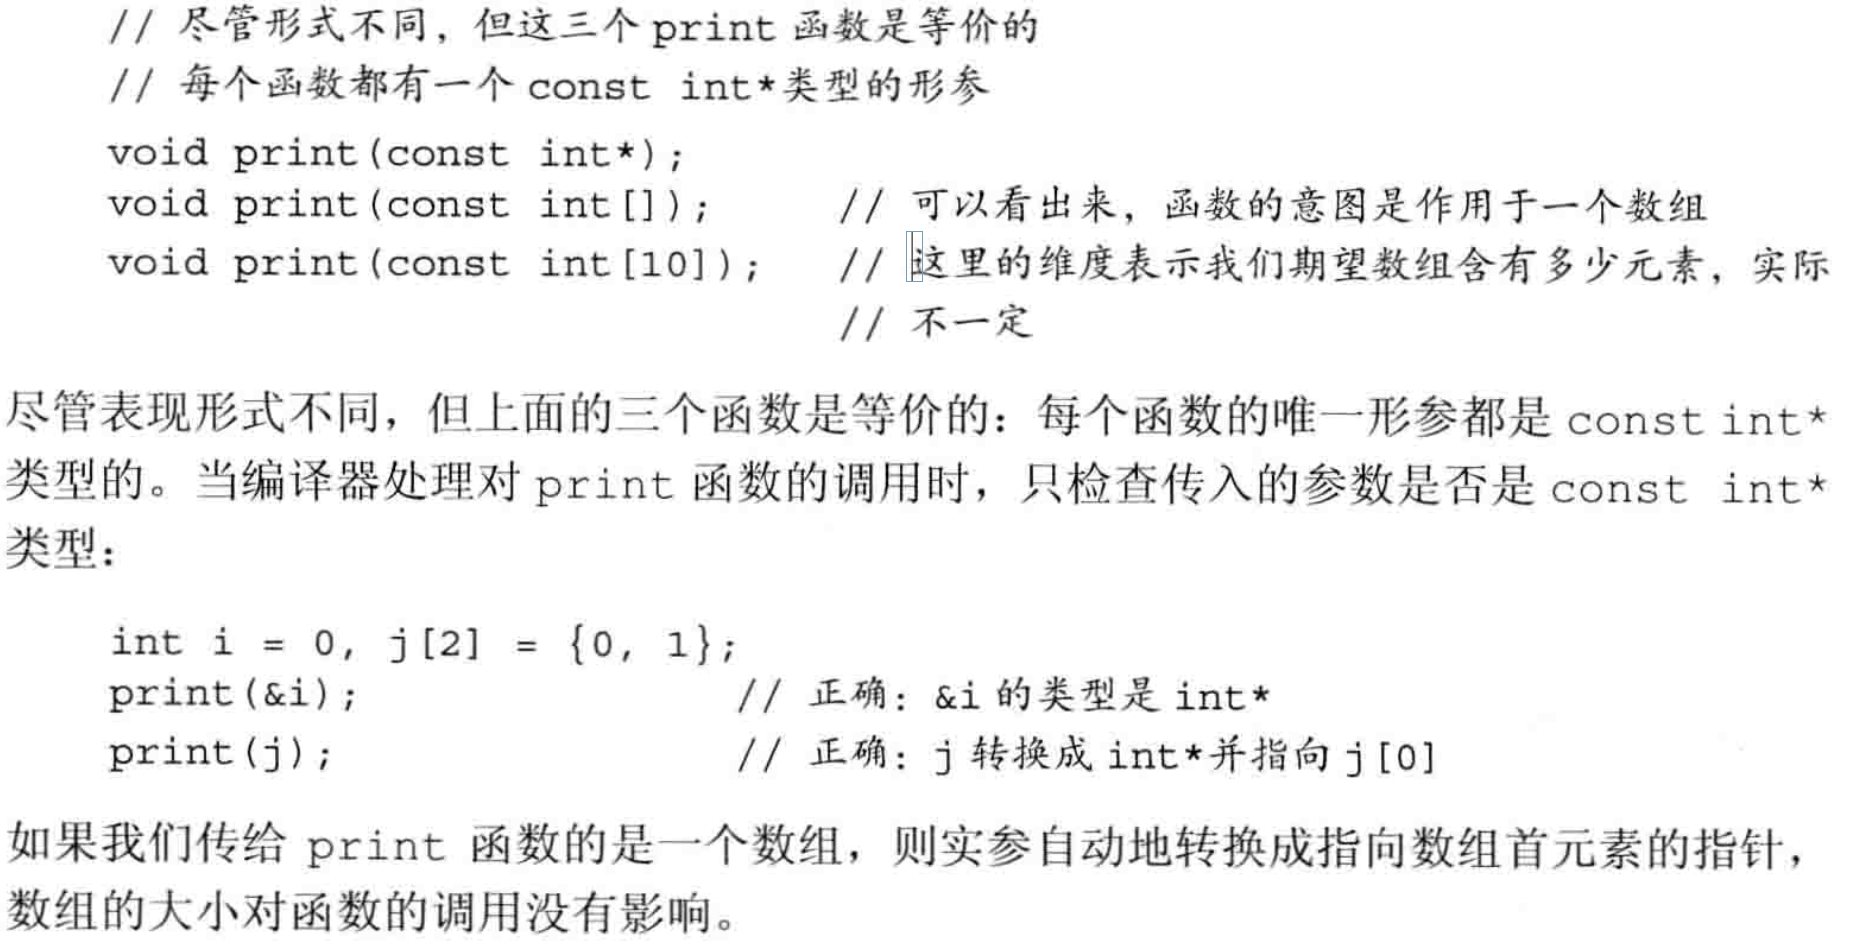 // 尽管形式不同，但这三个 print 函数是等价的
// 每个函数都有一个 const int*类型的形参
void print(const int*);
void print(const int[]);      // 可以看出来，函数的意图是作用于一个数组
void print(const int[10]);    // 这里的维度表示我们期望数组含有多少元素，实际
// 不一定
尽管表现形式不同，但上面的三个函数是等价的：每个函数的唯一形参都是 const int*
类型的。当编译器处理对 print 函数的调用时，只检查传入的参数是否是 const int*
类型：
int i = 0, j[2] = {0, 1};
print(&i);                    // 正确：&i 的类型是 int*
print(j);                     // 正确：j 转换成 int*并指向 j[0]
如果我们传给 print 函数的是一个数组，则实参自动地转换成指向数组首元素的指针，
数组的大小对函数的调用没有影响。